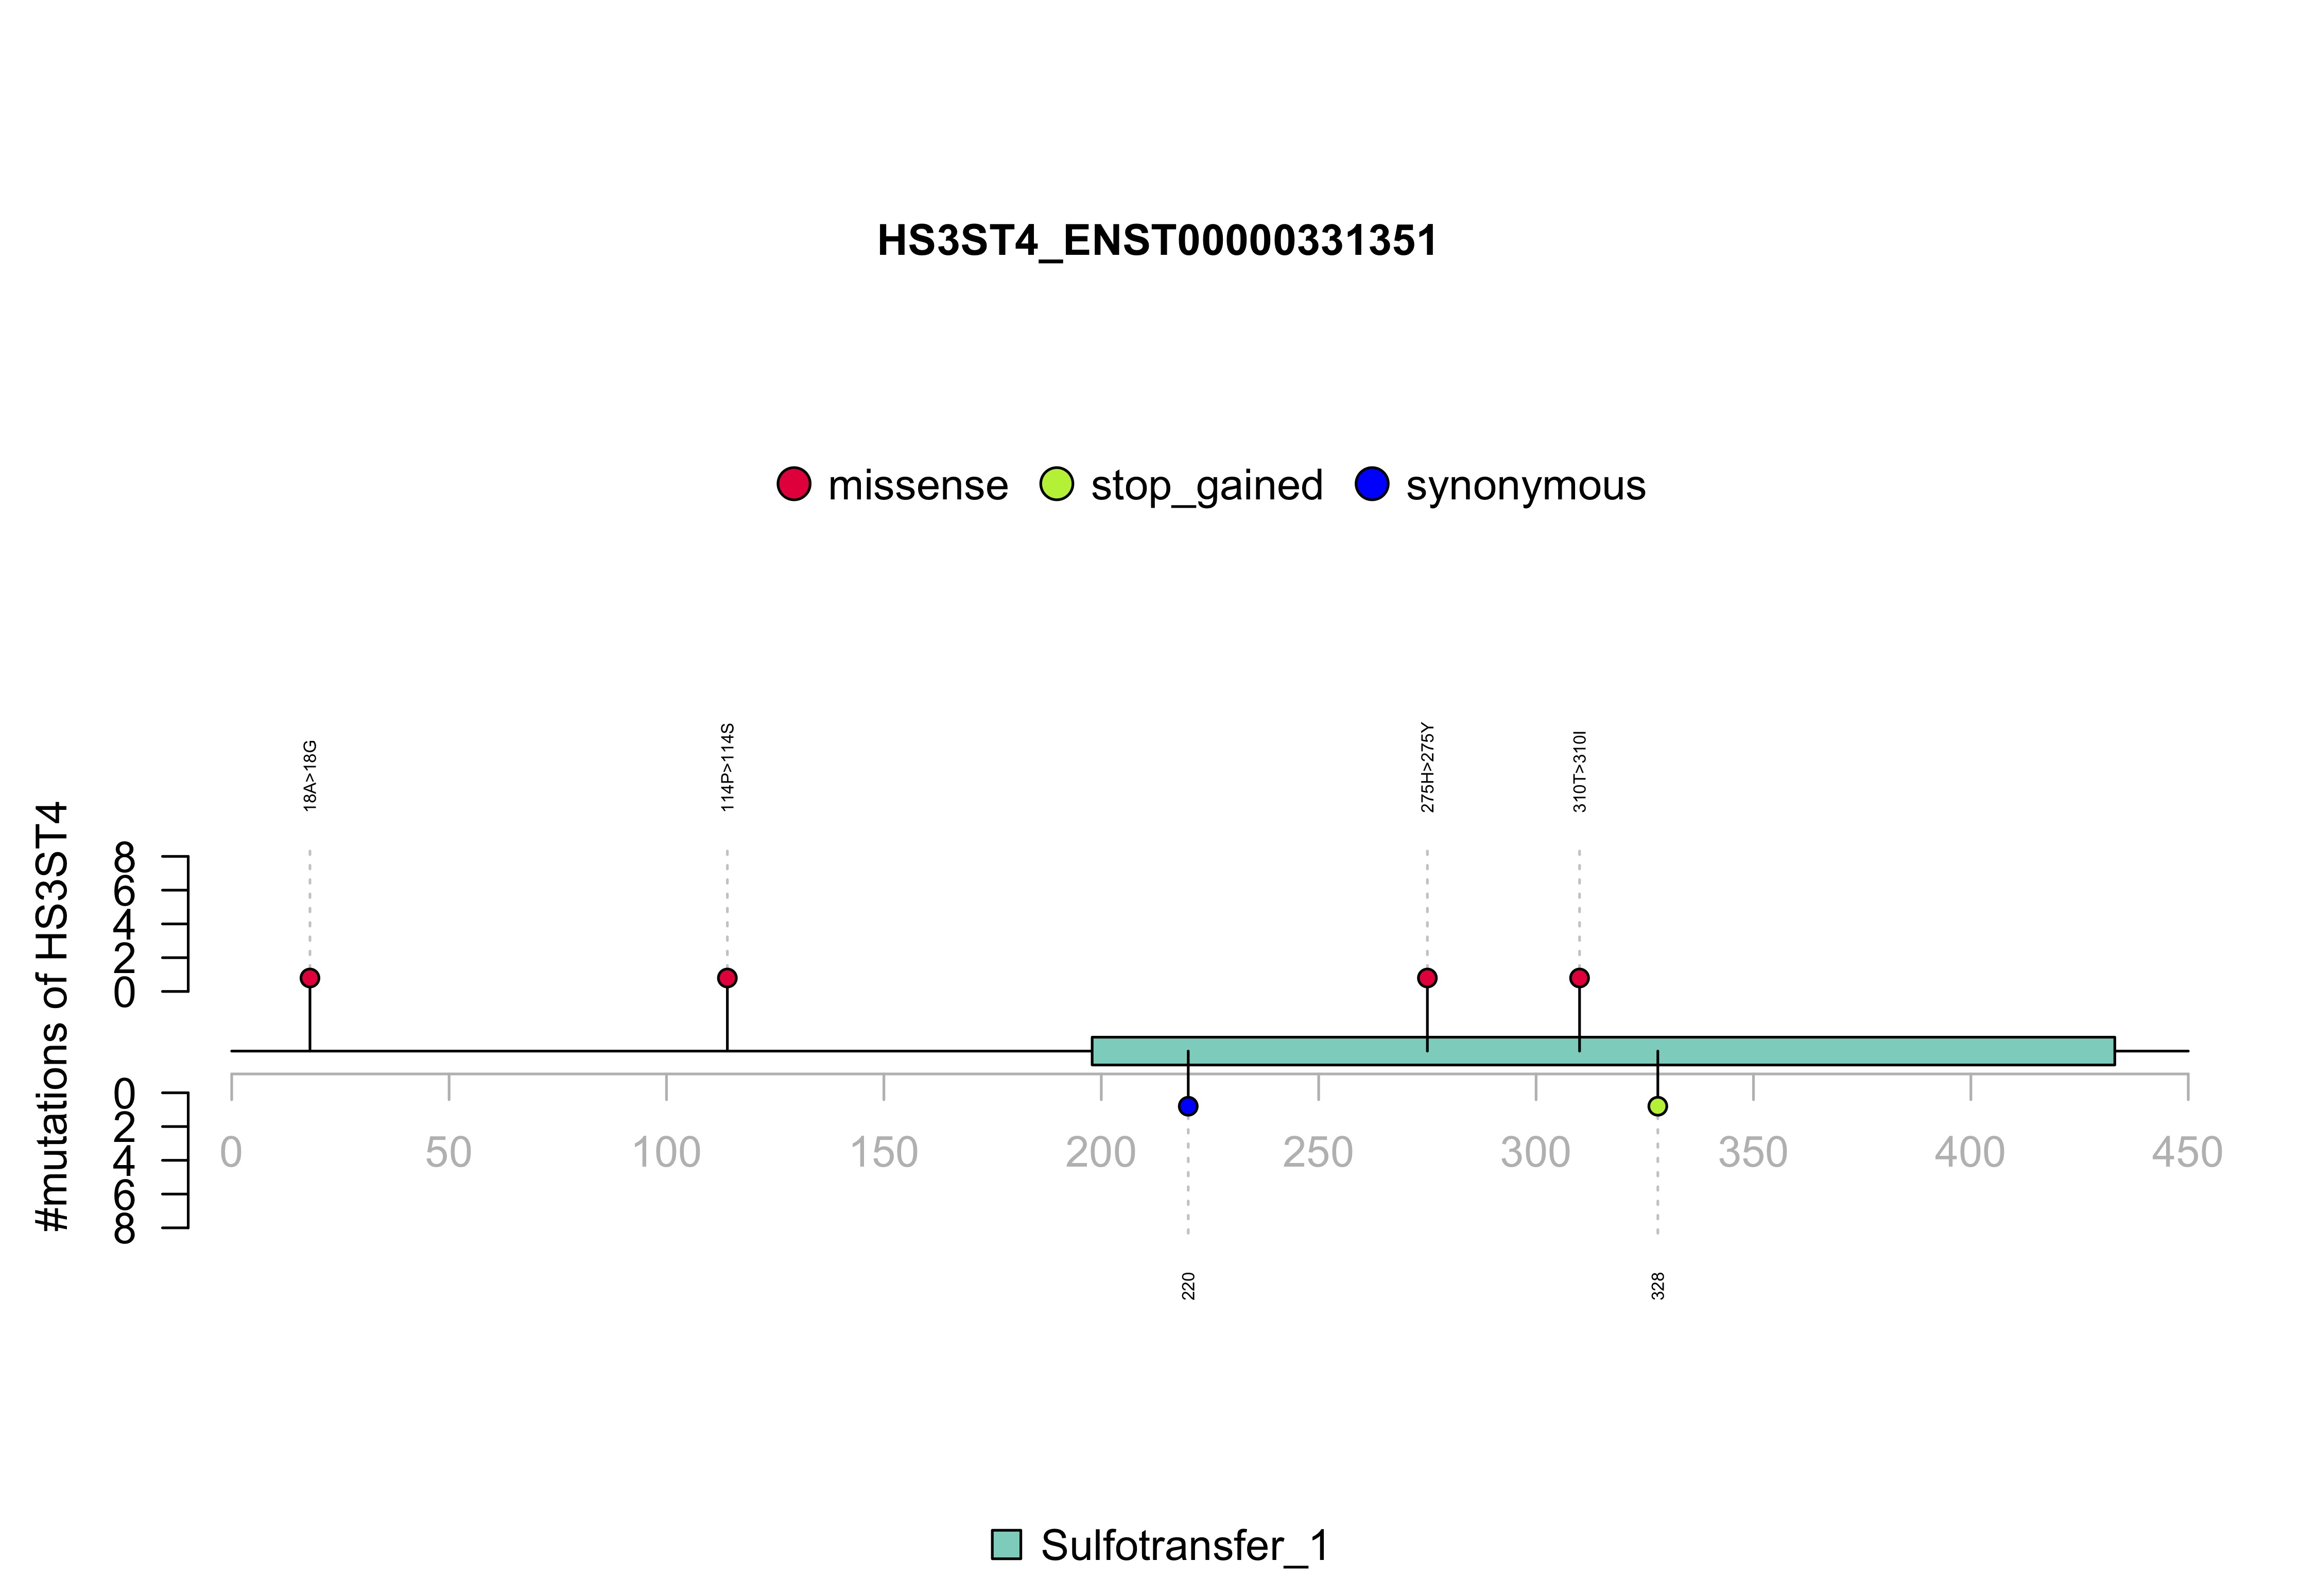 HS3ST4_ENST00000331351
missense stop_gained synonymous
18A>18G 114P>114S 275H>275Y 310T>310I
#mutations of HS3ST4
8
6
4
2
0
0
2
4
6
8
0 50 100 150 200 250 300 350 400 450
220 328
Sulfotransfer_1